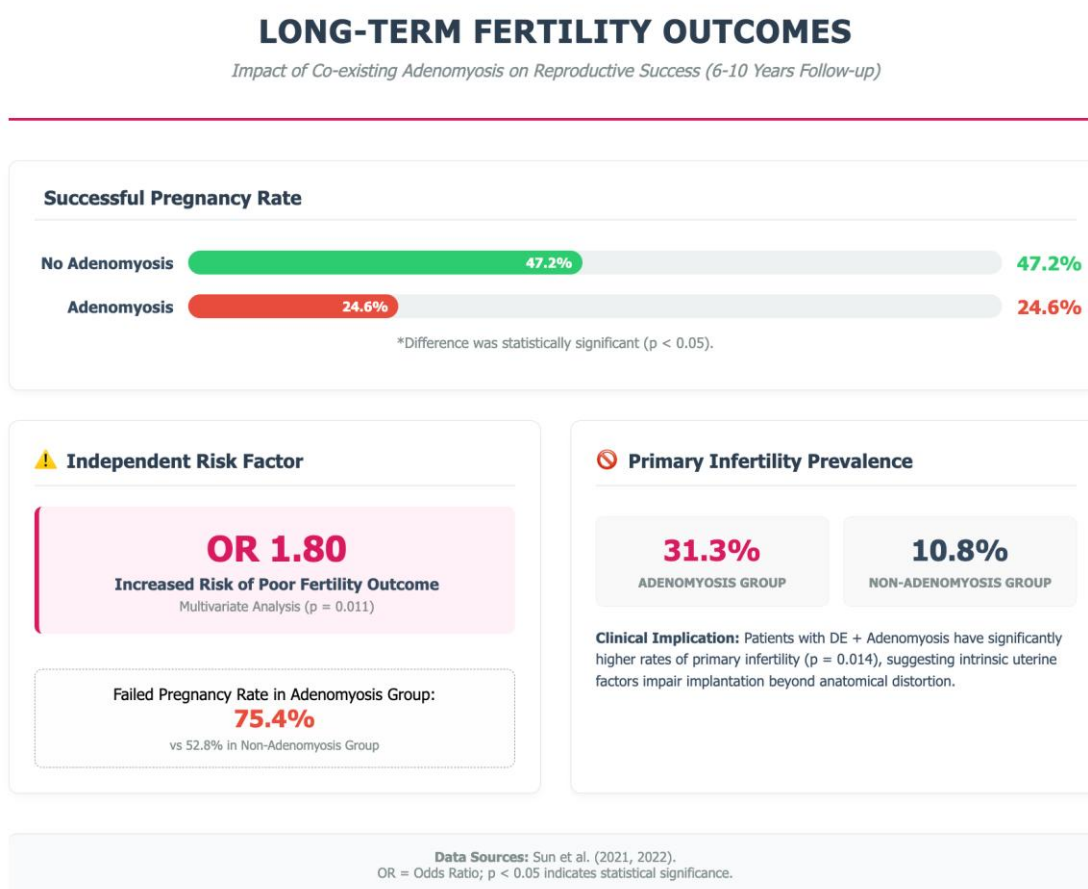 LONG-TERM FERTILITY OUTCOMES
Impact of Co-existing Adenomyosis on Reproductive Success (6-10 Years Follow-up)
Successful Pregnancy Rate
No Adenomyosis 47.2% 47.2%
Adenomyosis 24.6% 24.6%
*Difference was statistically significant (p < 0.05).
Independent Risk Factor
OR 1.80
Increased Risk of Poor Fertility Outcome
Multivariate Analysis (p = 0.011)
Failed Pregnancy Rate in Adenomyosis Group:
75.4%
vs 52.8% in Non-Adenomyosis Group
Primary Infertility Prevalence
31.3%
ADENOMYOSIS GROUP
10.8%
NON-ADENOMYOSIS GROUP
Clinical Implication: Patients with DE + Adenomyosis have significantly
higher rates of primary infertility (p = 0.014), suggesting intrinsic uterine
factors impair implantation beyond anatomical distortion.
Data Sources: Sun et al. (2021, 2022).
OR = Odds Ratio; p < 0.05 indicates statistical significance.